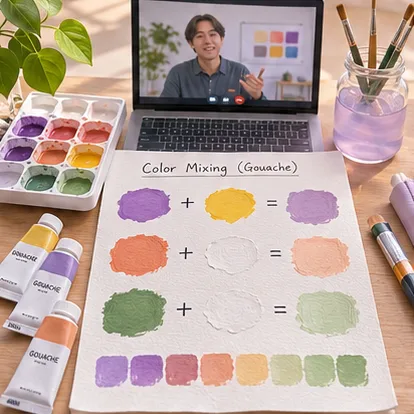 Color Mixing (Gouache)
+ =
+ =
+ =
GOUACHE
GOUACHE
GOUACHE